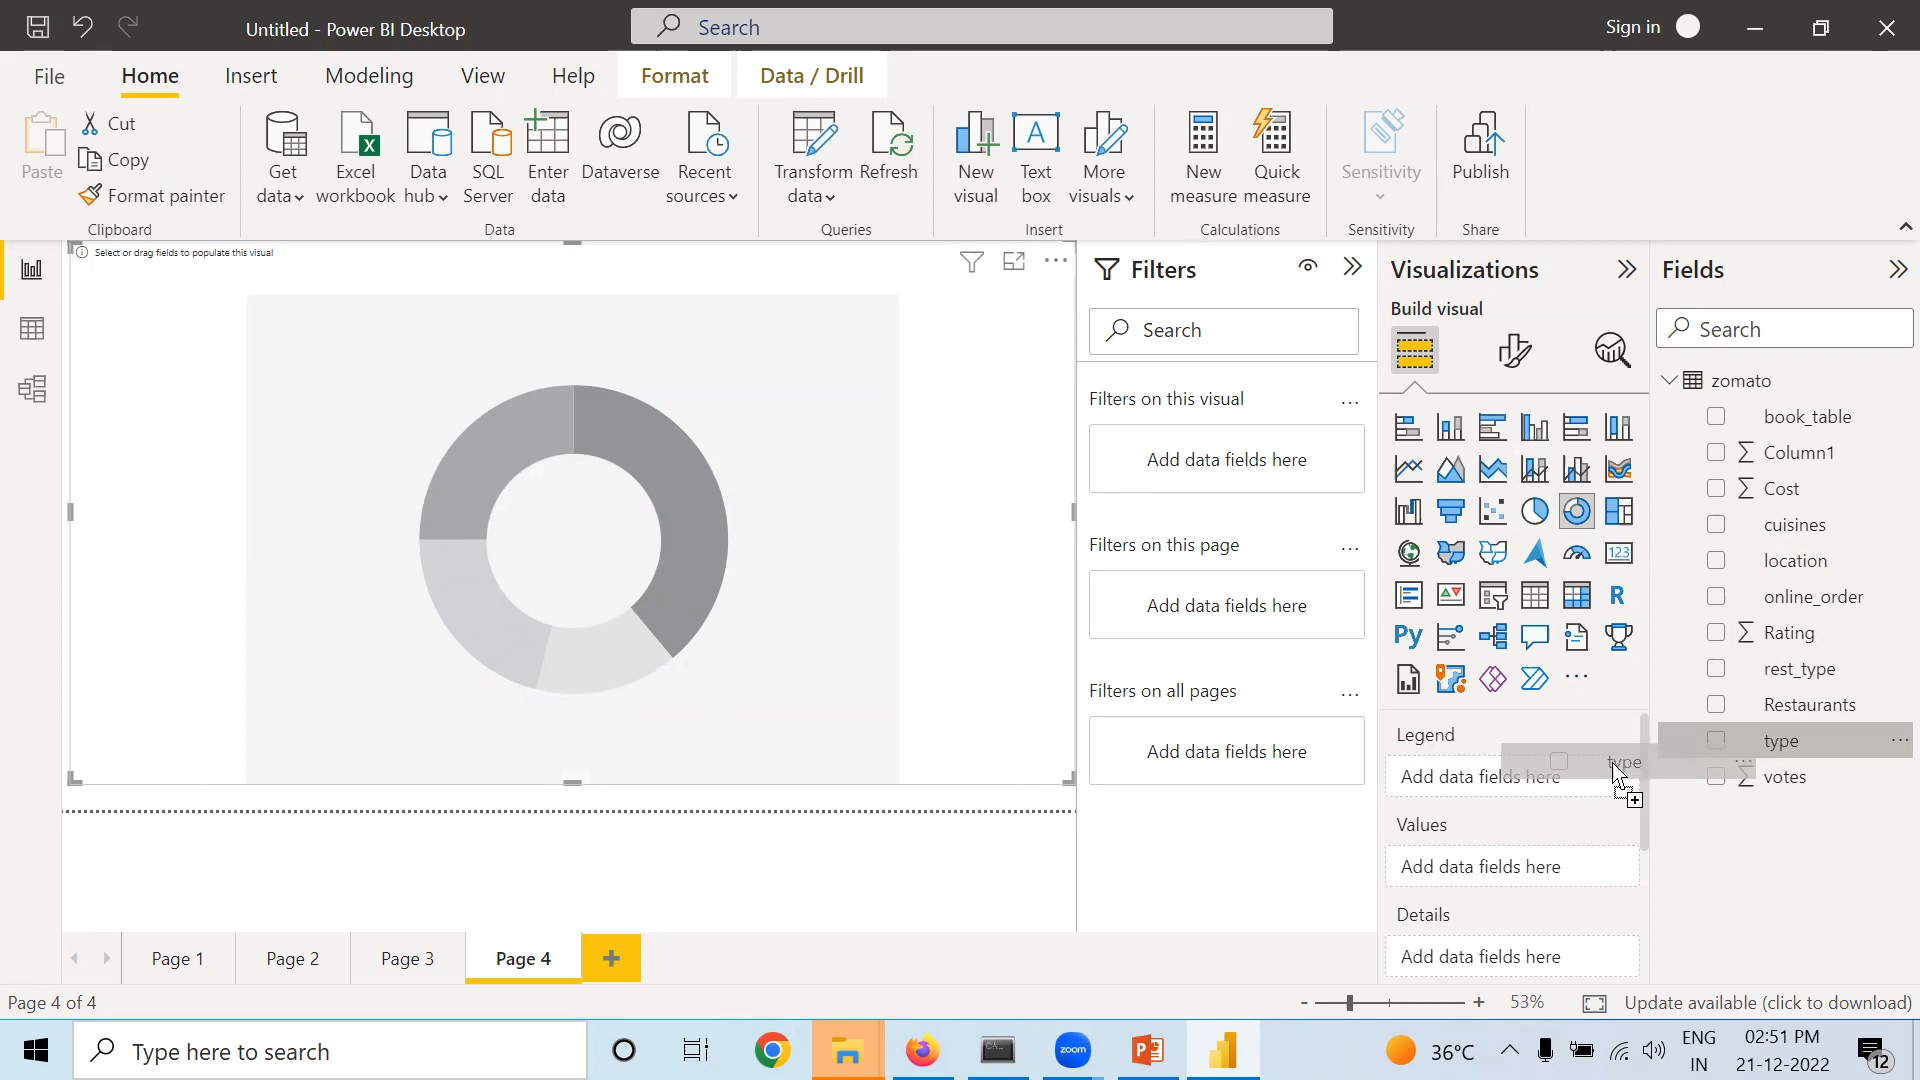 Untitled - Power BI Desktop
Search
Sign in
File
Home
Insert
Modeling
View
Help
Format
Data / Drill
Paste
Cut
Copy
Format painter
Clipboard
Get data
Excel workbook
Data hub
SQL Server
Enter data
Dataverse
Recent sources
Data
Transform data
Refresh
Queries
New visual
Text box
More visuals
Insert
New measure
Quick measure
Calculations
Sensitivity
Sensitivity
Publish
Share
Select or drag fields to populate this visual
Filters
Search
Filters on this visual
Add data fields here
Filters on this page
Add data fields here
Filters on all pages
Add data fields here
Visualizations
Build visual
123
R
Py
Legend
Add data fields here
type
Values
Add data fields here
Details
Add data fields here
Fields
Search
zomato
book_table
Column1
Cost
cuisines
location
online_order
Rating
rest_type
Restaurants
type
votes
Page 1
Page 2
Page 3
Page 4
Page 4 of 4
53%
Update available (click to download)
Type here to search
zoom
36°C
ENG
IN
02:51 PM
21-12-2022
12